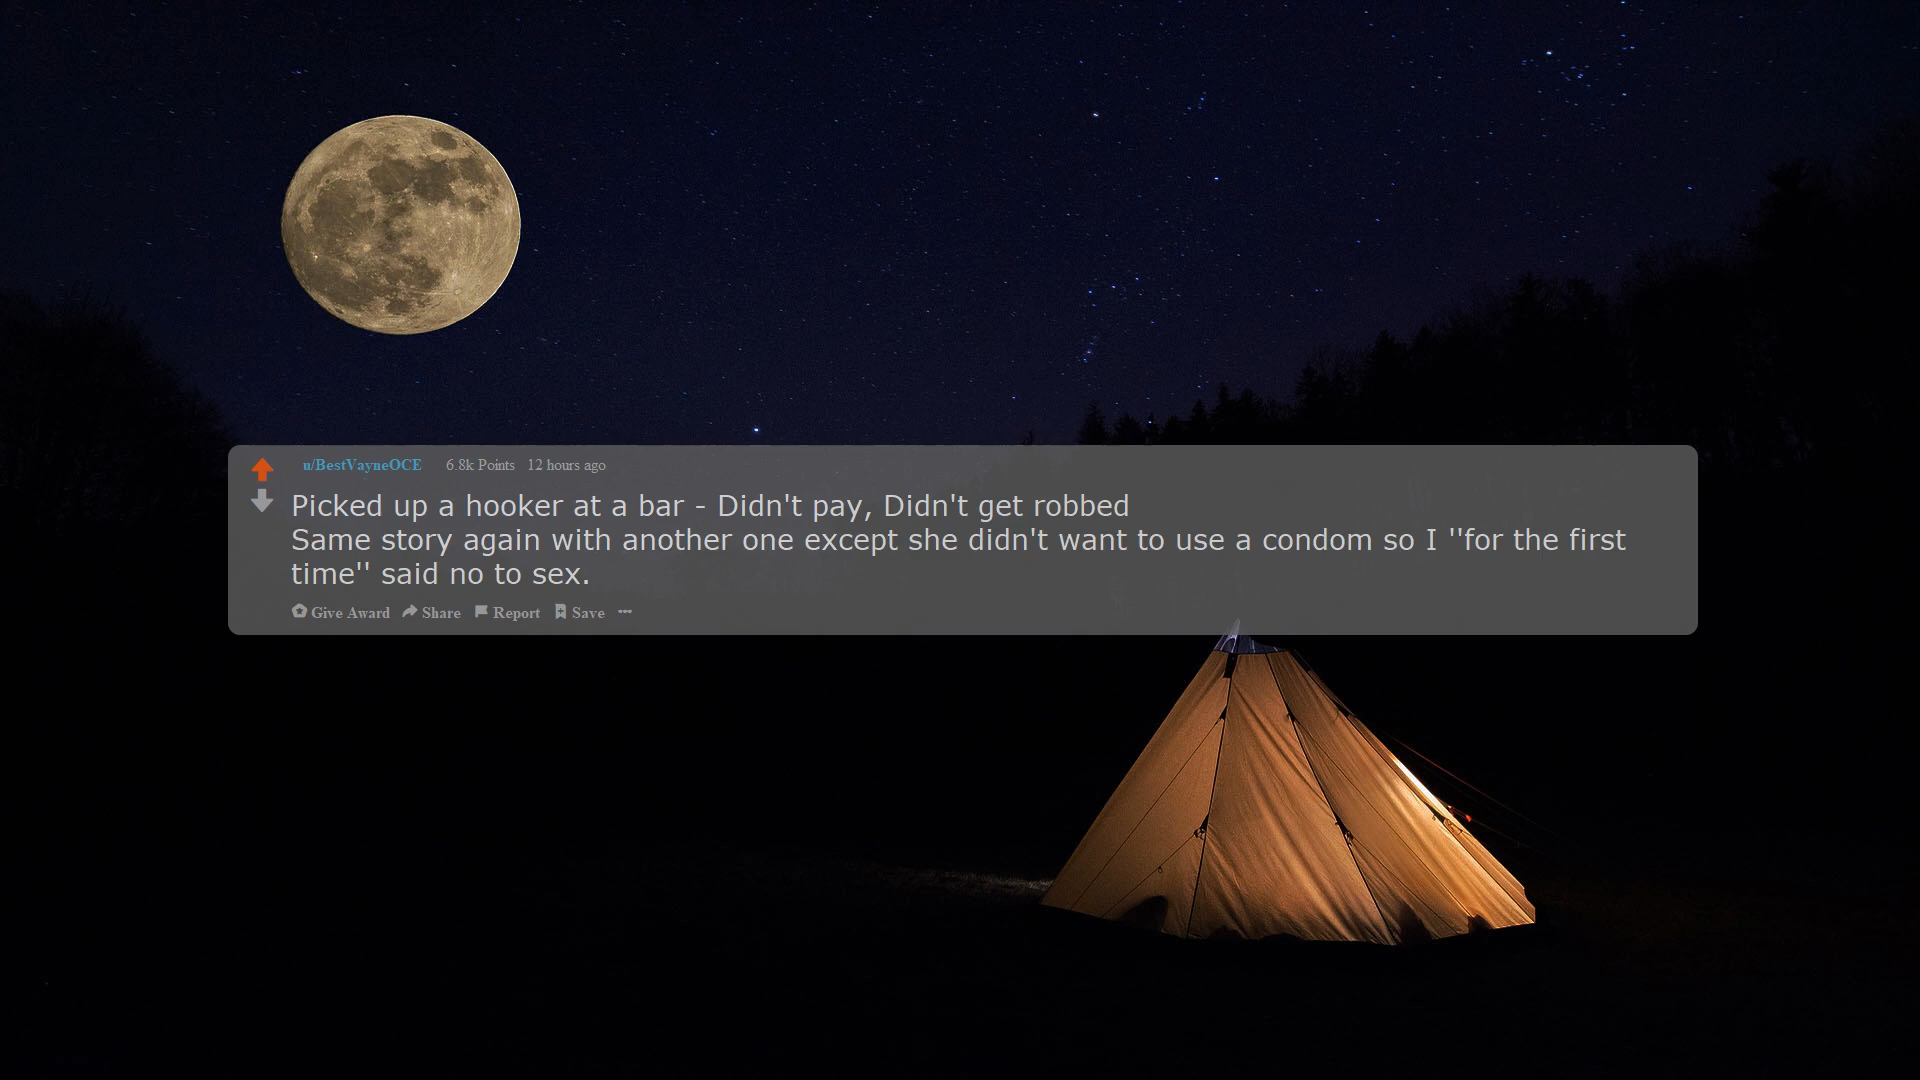 u/BestVayneOCE 6.8k Points 12 hours ago
Picked up a hooker at a bar - Didn't pay, Didn't get robbed
Same story again with another one except she didn't want to use a condom so I ''for the first
time'' said no to sex.
Give Award Share Report Save ···